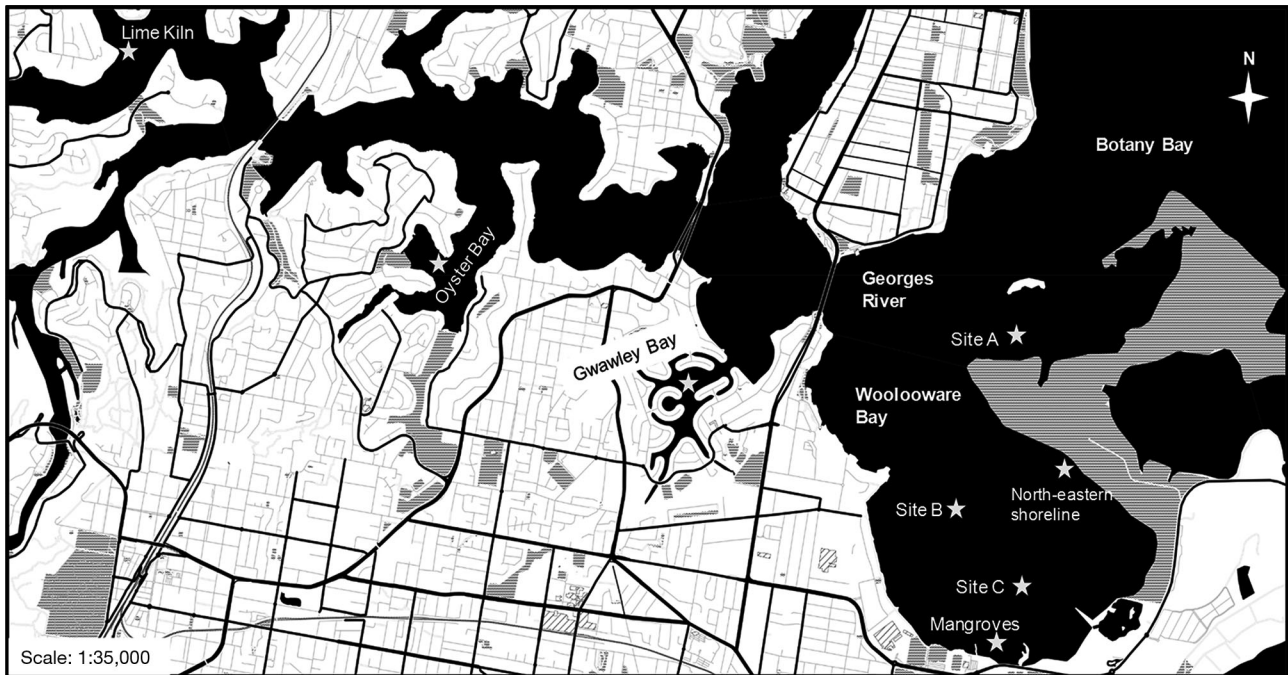 Lime Kiln
N
Botany Bay
Oyster Bay
Georges
River
Site A
Gwawley Bay
Woolooware
Bay
North-eastern
shoreline
Site B
Site C
Mangroves
Scale: 1:35,000